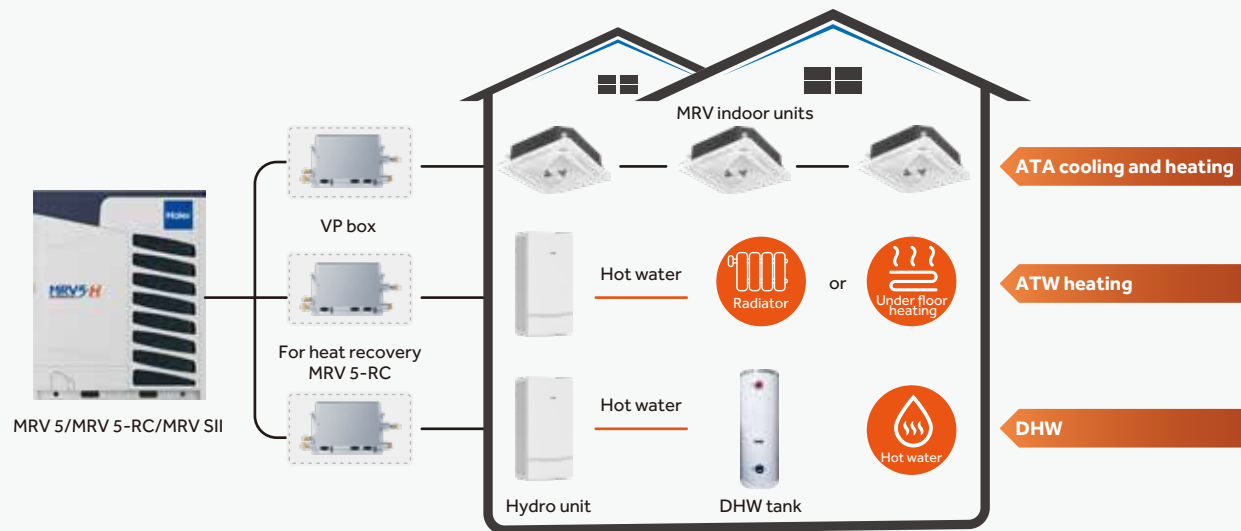 MRV indoor units
ATA cooling and heating
VP box
Haier
MRV5-H
Hot water
Radiator
or
Under floor
heating
ATW heating
For heat recovery
MRV 5-RC
MRV 5/MRV 5-RC/MRV SII
Hot water
Hot water
DHW
Hydro unit
DHW tank